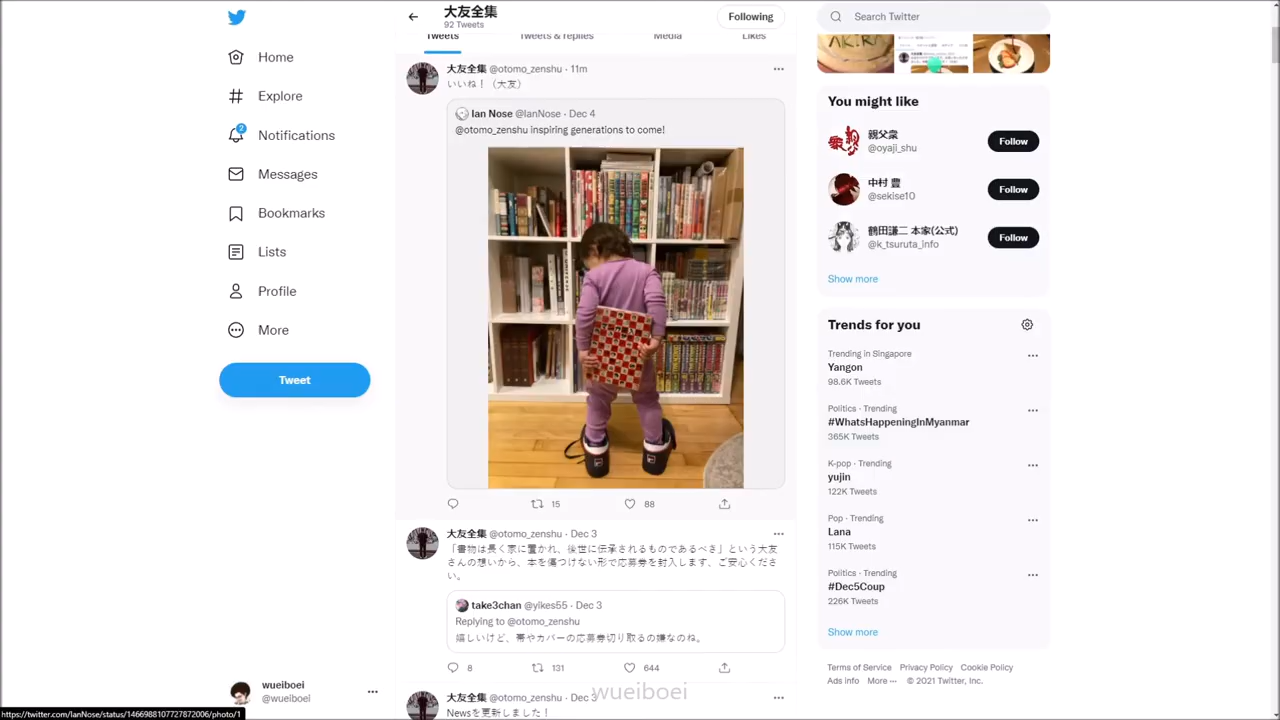 Home
Explore
2
Notifications
Messages
Bookmarks
Lists
Profile
More
Tweet
wueiboei
@wueiboei
大友全集
92 Tweets
Following
Tweets
Tweets & replies
Media
Likes
大友全集 @otomo_zenshu · 11m
いいね！（大友）
Ian Nose @IanNose · Dec 4
@otomo_zenshu inspiring generations to come!
15
88
大友全集 @otomo_zenshu · Dec 3
「書物は長く家に置かれ、後世に伝承されるものであるべき」という大友
さんの想いから、本を傷つけない形で応募券を封入します、ご安心くださ
い。
take3chan @yikes55 · Dec 3
Replying to @otomo_zenshu
嬉しいけど、帯やカバーの応募券切り取るの嫌なのね。
8
131
644
大友全集 @otomo_zenshu · Dec 3
Newsを更新しました！
wueiboei
Search Twitter
You might like
親父衆
@oyaji_shu
Follow
中村 豊
@sekise10
Follow
鶴田謙二 本家(公式)
@k_tsuruta_info
Follow
Show more
Trends for you
Trending in Singapore
Yangon
98.6K Tweets
Politics · Trending
#WhatsHappeningInMyanmar
365K Tweets
K-pop · Trending
yujin
122K Tweets
Pop · Trending
Lana
115K Tweets
Politics · Trending
#Dec5Coup
226K Tweets
Show more
Terms of Service Privacy Policy Cookie Policy
Ads info More ··· © 2021 Twitter, Inc.
https://twitter.com/IanNose/status/1466988107727872006/photo/1